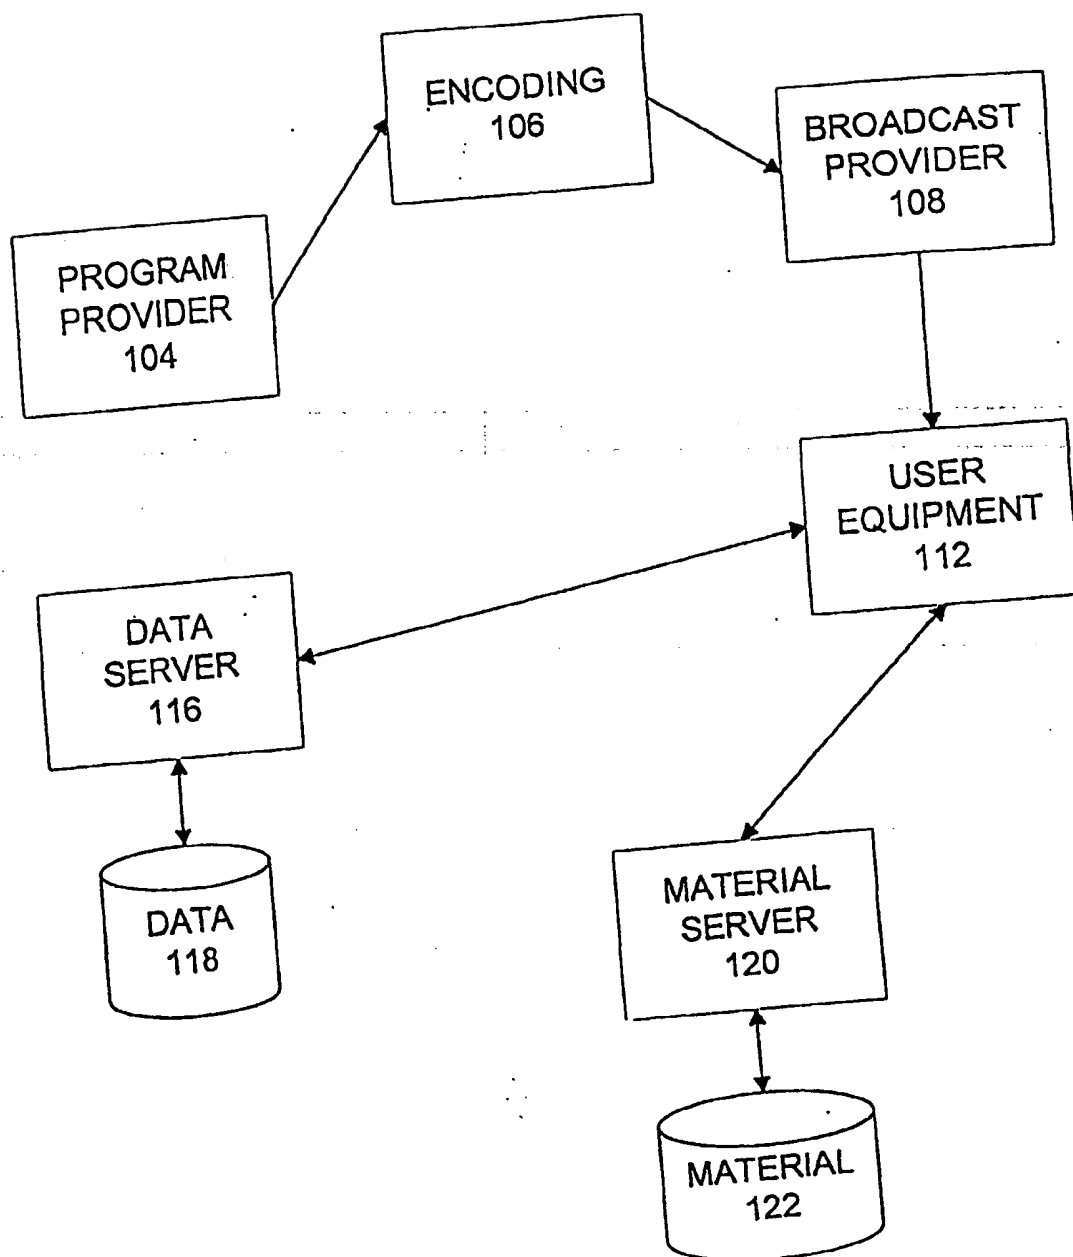 ENCODING
106
BROADCAST
PROVIDER
108
PROGRAM
PROVIDER
104
USER
EQUIPMENT
112
DATA
SERVER
116
DATA
118
MATERIAL
SERVER
120
MATERIAL
122